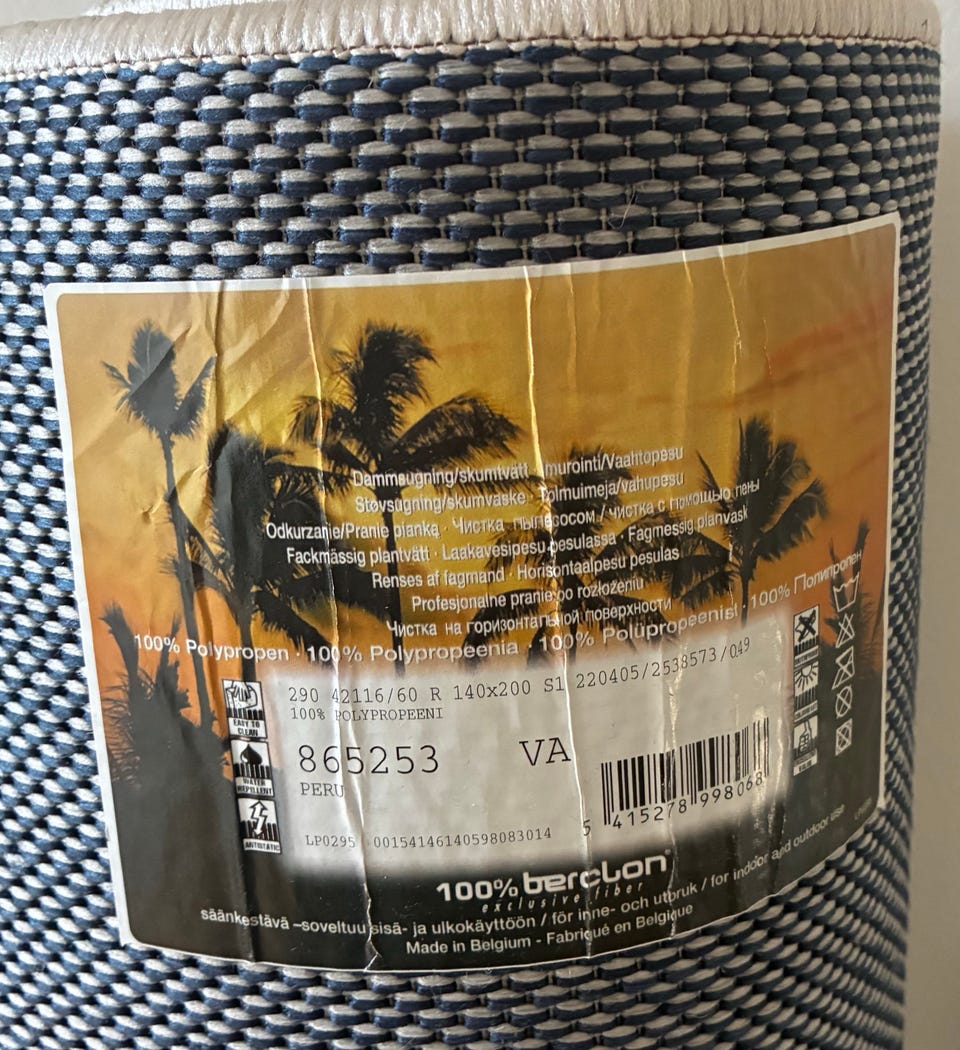 Dammsugning/skumtvätt · murointi/Vaahtopesu
Støvsugning/skumvaske · Tolmuimeja/vahupesu
Odkurzanie/Pranie pianką · Чистка пылесосом / чистка с помощью пены
Fackmässig plantvätt · Laakavesipesu pesulassa · Fagmessig planvask
Renses af fagmand · Horisontaalpesu pesulas
Profesjonalne pranie po rozłożeniu
Чистка на горизонтальной поверхности
100% Polypropen · 100% Polypropeenia · 100% Polüpropeenist · 100% Полипропен
290 42116/60 R 140x200 S1 220405/2538573/049
100% POLYPROPEENI
865253 VA
PERU
LP0295 00154146140598083014
5 415278 998068
EASY TO CLEAN
WATER REPELLENT
ANTISTATIC
100% berclon®
exclusive fiber
säänkestävä –soveltuu sisä- ja ulkokäyttöön / för inne- och utbruk / for indoor and outdoor use
Made in Belgium - Fabriqué en Belgique